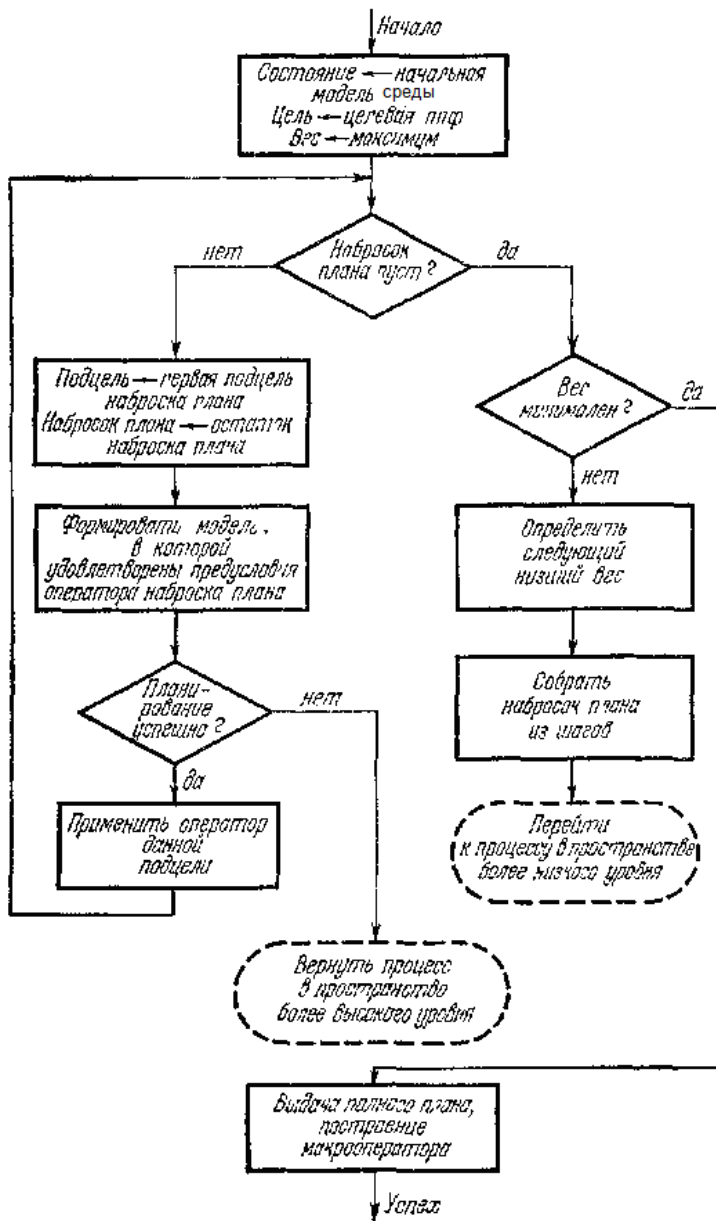 Начало
Состояние ← начальная
модель среды
Цель ← целевая ппф
Вес ← максимум
Набросок
плана пуст?
нет
да
Подцель ← первая подцель
наброска плана
Набросок плана ← остаток
наброска плана
Вес
минимален?
да
нет
Формировать модель,
в которой
удовлетворены предусловия
оператора наброска плана
Определить
следующий
низший вес
Плани-
рование
успешно?
нет
да
Собрать
набросок плана
из шагов
Применить оператор
данной
подцели
Перейти
к процессу в пространстве
более низкого уровня
Вернуть процесс
в пространство
более высокого уровня
Выдача полного плана,
построение
макрооператора
Успех